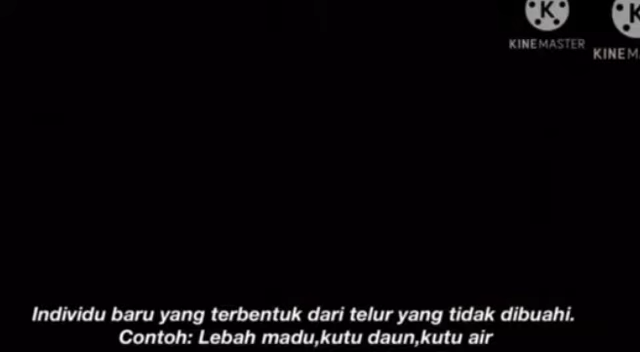 KINEMASTER
KINEM
Individu baru yang terbentuk dari telur yang tidak dibuahi.
Contoh: Lebah madu,kutu daun,kutu air